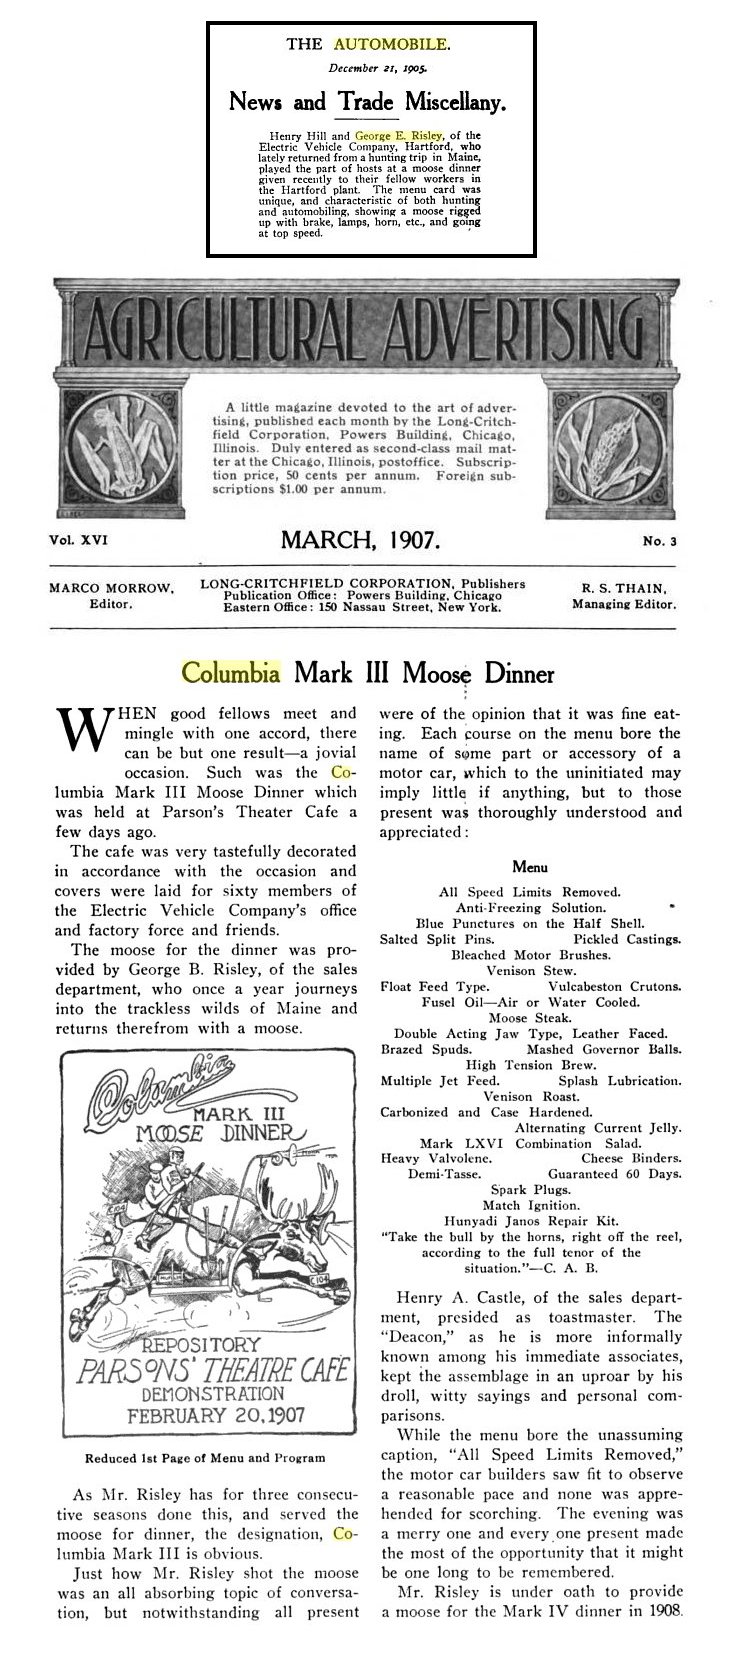 THE AUTOMOBILE.
December 21, 1905.
News and Trade Miscellany.
Henry Hill and George E. Risley, of the
Electric Vehicle Company, Hartford, who
lately returned from a hunting trip in Maine,
played the part of hosts at a moose dinner
given recently to their fellow workers in
the Hartford plant. The menu card was
unique, and characteristic of both hunting
and automobiling, showing a moose rigged
up with brake, lamps, horn, etc., and going
at top speed.
AGRICULTURAL ADVERTISING
A little magazine devoted to the art of adver-
tising, published each month by the Long-Critch-
field Corporation, Powers Building, Chicago,
Illinois. Duly entered as second-class mail mat-
ter at the Chicago, Illinois, postoffice. Subscrip-
tion price, 50 cents per annum. Foreign sub-
scriptions $1.00 per annum.
Vol. XVI MARCH, 1907. No. 3
MARCO MORROW,
Editor.
LONG-CRITCHFIELD CORPORATION, Publishers
Publication Office: Powers Building, Chicago
Eastern Office: 150 Nassau Street, New York.
R. S. THAIN,
Managing Editor.
Columbia Mark III Moose Dinner
WHEN good fellows meet and
mingle with one accord, there
can be but one result—a jovial
occasion. Such was the Co-
lumbia Mark III Moose Dinner which
was held at Parson's Theater Cafe a
few days ago.
The cafe was very tastefully decorated
in accordance with the occasion and
covers were laid for sixty members of
the Electric Vehicle Company's office
and factory force and friends.
The moose for the dinner was pro-
vided by George B. Risley, of the sales
department, who once a year journeys
into the trackless wilds of Maine and
returns therefrom with a moose.
Columbia
MARK III
MOOSE DINNER
C104
C104
REPOSITORY
PARSONS' THEATRE CAFE
DEMONSTRATION
FEBRUARY 20, 1907
Reduced 1st Page of Menu and Program
As Mr. Risley has for three consecu-
tive seasons done this, and served the
moose for dinner, the designation, Co-
lumbia Mark III is obvious.
Just how Mr. Risley shot the moose
was an all absorbing topic of conversa-
tion, but notwithstanding all present
were of the opinion that it was fine eat-
ing. Each course on the menu bore the
name of some part or accessory of a
motor car, which to the uninitiated may
imply little if anything, but to those
present was thoroughly understood and
appreciated:
Menu
All Speed Limits Removed.
Anti-Freezing Solution.
Blue Punctures on the Half Shell.
Salted Split Pins. Pickled Castings.
Bleached Motor Brushes.
Venison Stew.
Float Feed Type. Vulcabeston Crutons.
Fusel Oil—Air or Water Cooled.
Moose Steak.
Double Acting Jaw Type, Leather Faced.
Brazed Spuds. Mashed Governor Balls.
High Tension Brew.
Multiple Jet Feed. Splash Lubrication.
Venison Roast.
Carbonized and Case Hardened.
Alternating Current Jelly.
Mark LXVI Combination Salad.
Heavy Valvolene. Cheese Binders.
Demi-Tasse. Guaranteed 60 Days.
Spark Plugs.
Match Ignition.
Hunyadi Janos Repair Kit.
"Take the bull by the horns, right off the reel,
according to the full tenor of the
situation."—C. A. B.
Henry A. Castle, of the sales depart-
ment, presided as toastmaster. The
"Deacon," as he is more informally
known among his immediate associates,
kept the assemblage in an uproar by his
droll, witty sayings and personal com-
parisons.
While the menu bore the unassuming
caption, "All Speed Limits Removed,"
the motor car builders saw fit to observe
a reasonable pace and none was appre-
hended for scorching. The evening was
a merry one and every one present made
the most of the opportunity that it might
be one long to be remembered.
Mr. Risley is under oath to provide
a moose for the Mark IV dinner in 1908.